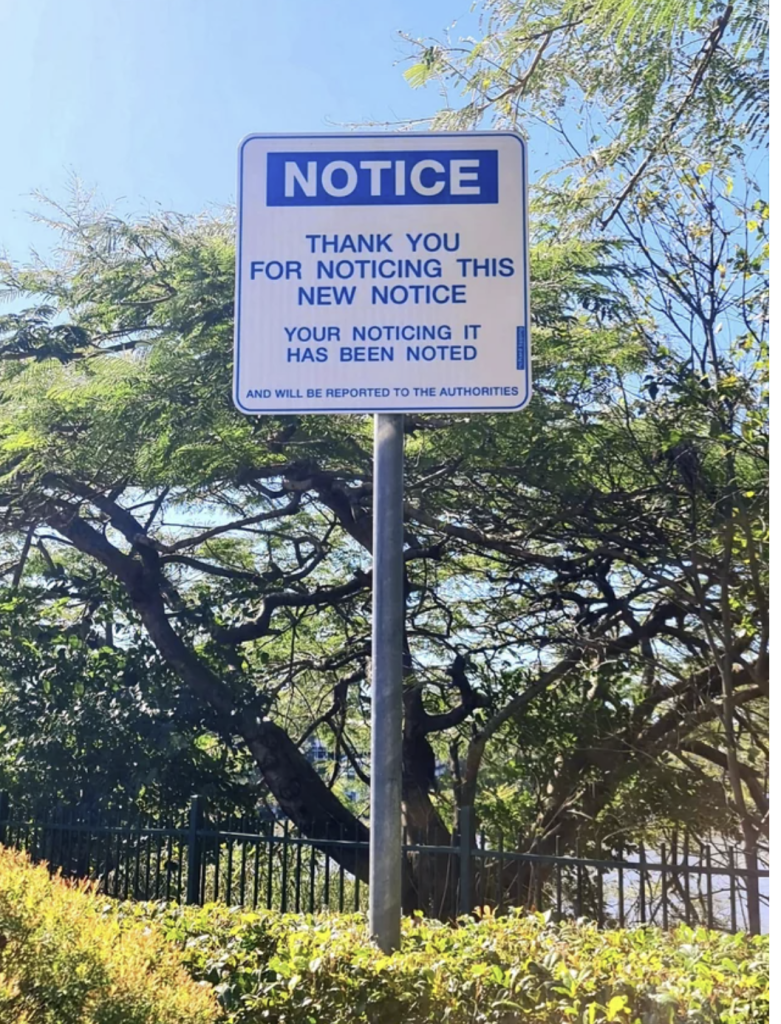 NOTICE
THANK YOU
FOR NOTICING THIS
NEW NOTICE
YOUR NOTICING IT
HAS BEEN NOTED
AND WILL BE REPORTED TO THE AUTHORITIES